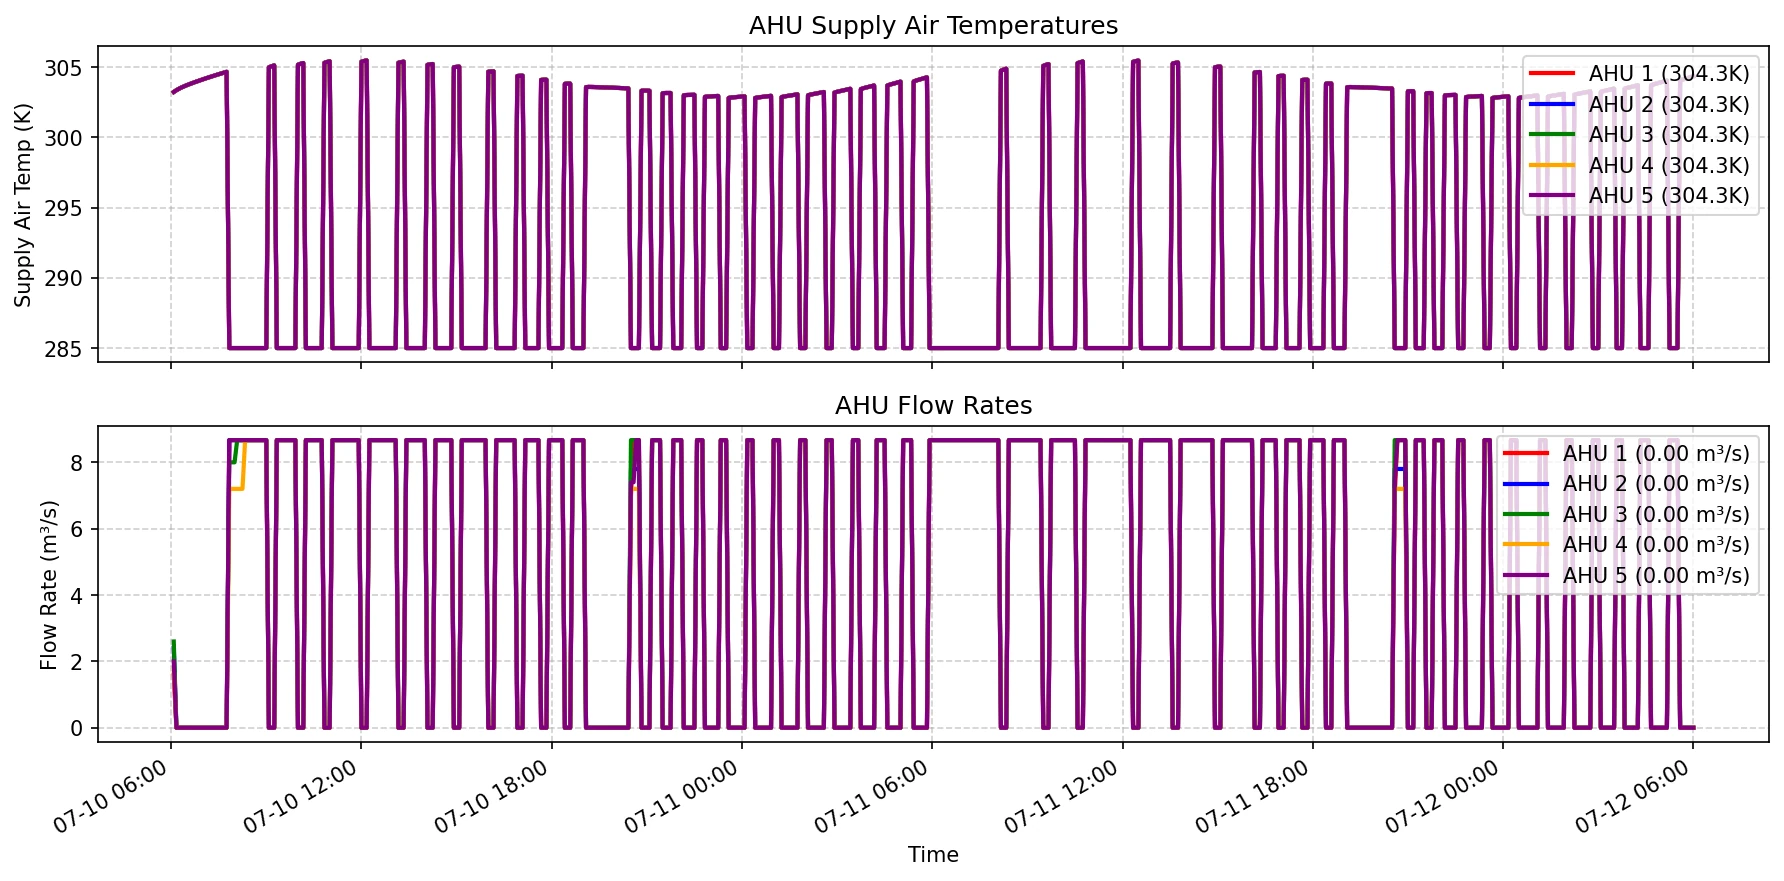 AHU Supply Air Temperatures
Supply Air Temp (K)
305
300
295
290
285
AHU 1 (304.3K)
AHU 2 (304.3K)
AHU 3 (304.3K)
AHU 4 (304.3K)
AHU 5 (304.3K)
AHU Flow Rates
Flow Rate (m³/s)
8
6
4
2
0
AHU 1 (0.00 m³/s)
AHU 2 (0.00 m³/s)
AHU 3 (0.00 m³/s)
AHU 4 (0.00 m³/s)
AHU 5 (0.00 m³/s)
07-10 06:00
07-10 12:00
07-10 18:00
07-11 00:00
07-11 06:00
07-11 12:00
07-11 18:00
07-12 00:00
07-12 06:00
Time